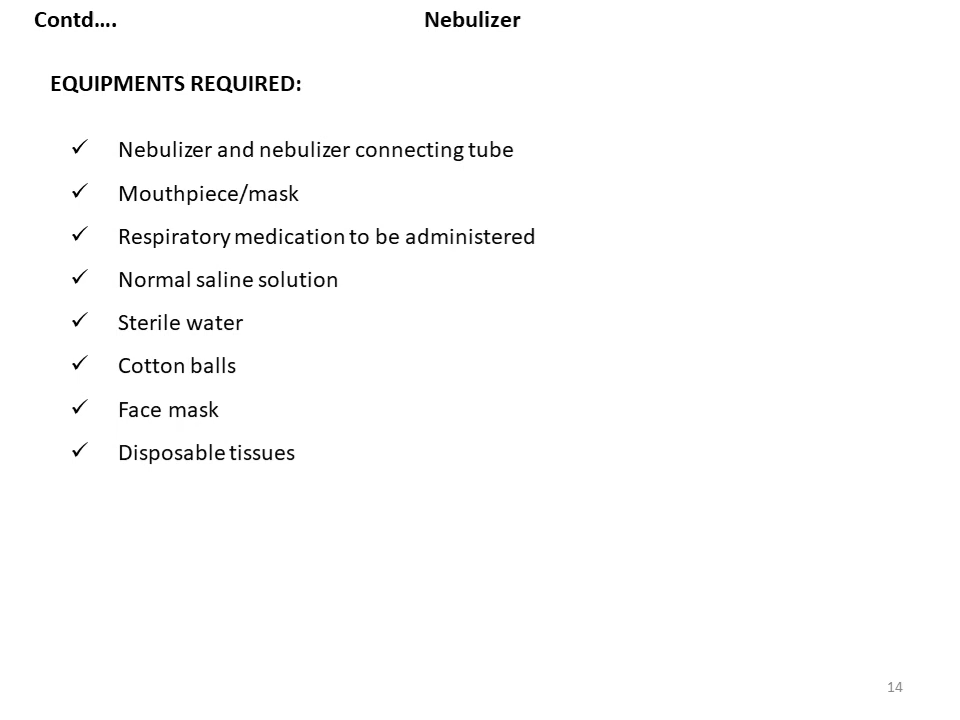 Contd.... Nebulizer
EQUIPMENTS REQUIRED:
✓ Nebulizer and nebulizer connecting tube
✓ Mouthpiece/mask
✓ Respiratory medication to be administered
✓ Normal saline solution
✓ Sterile water
✓ Cotton balls
✓ Face mask
✓ Disposable tissues
14